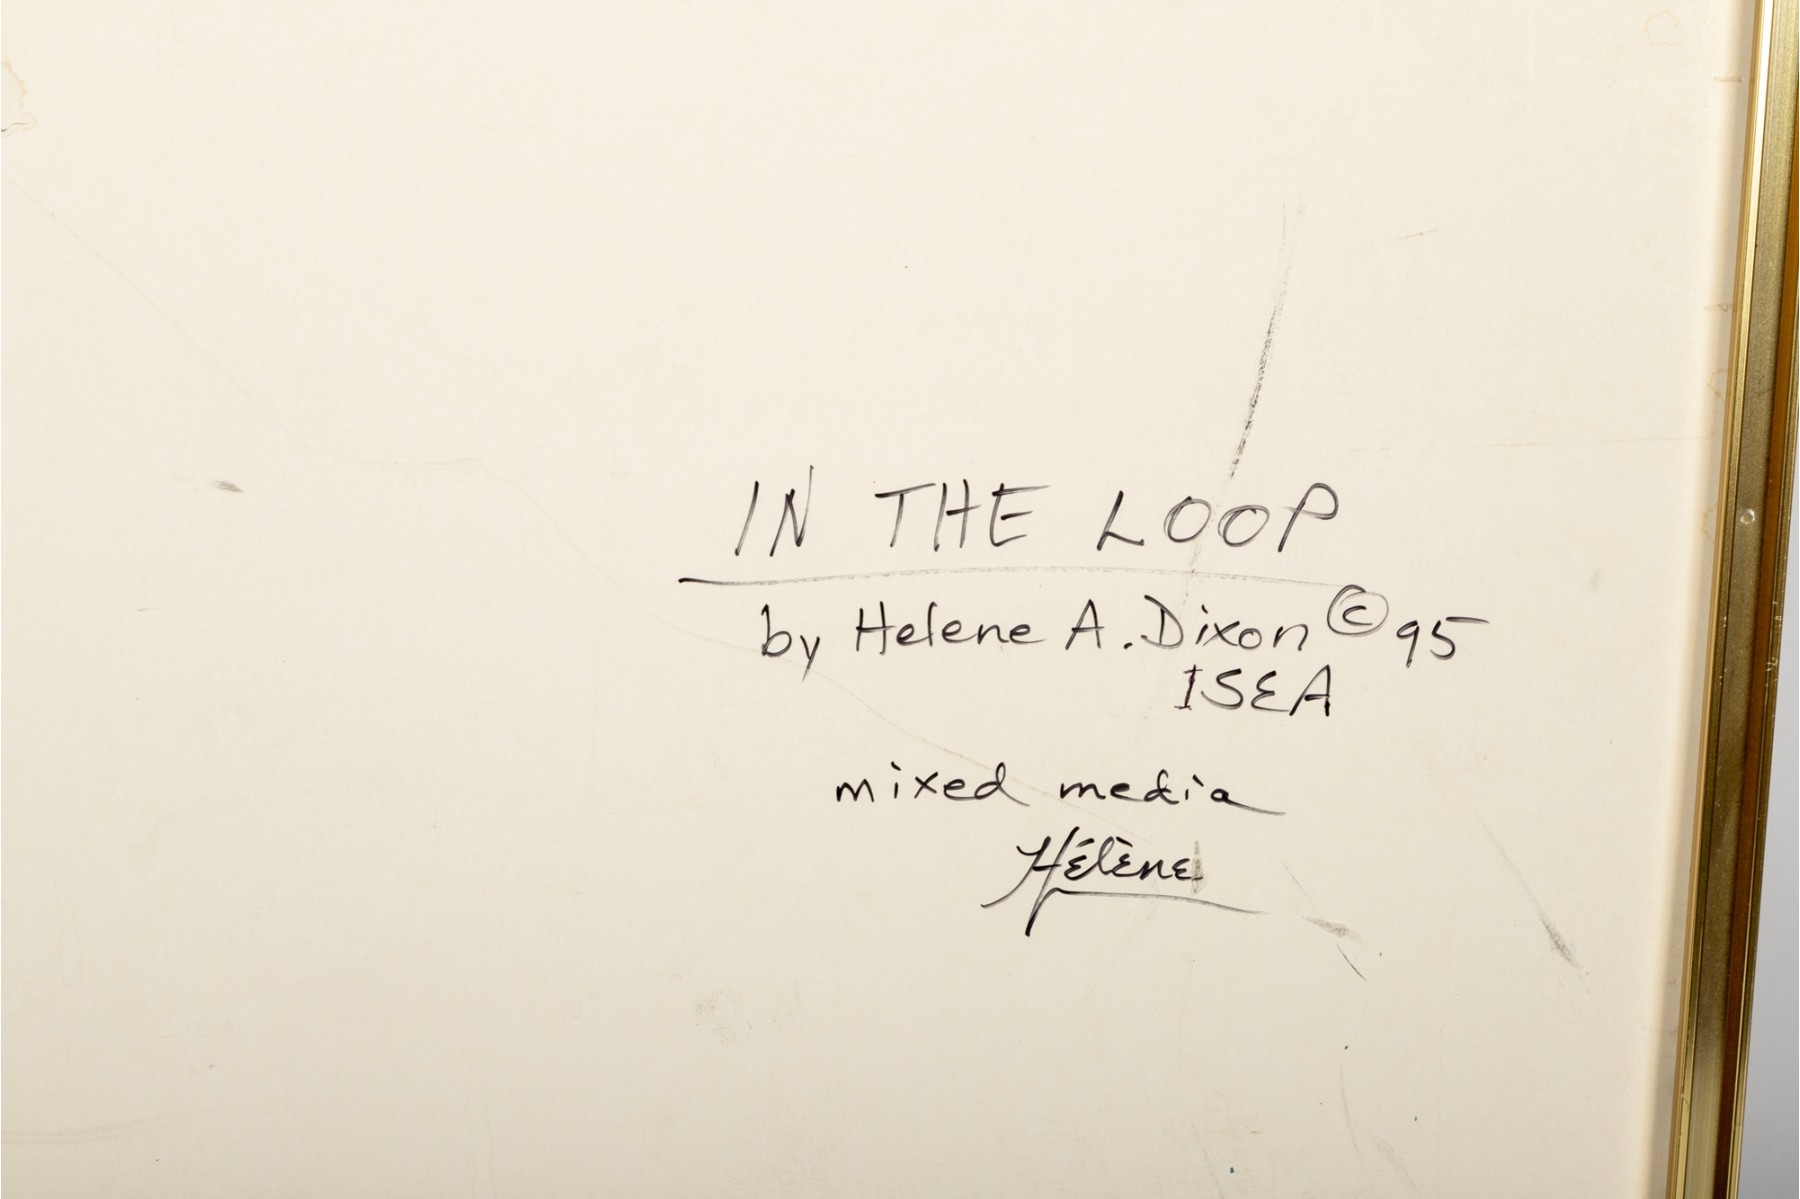 IN THE LOOP
by Helene A. Dixon © 95
ISEA
mixed media
Hélène